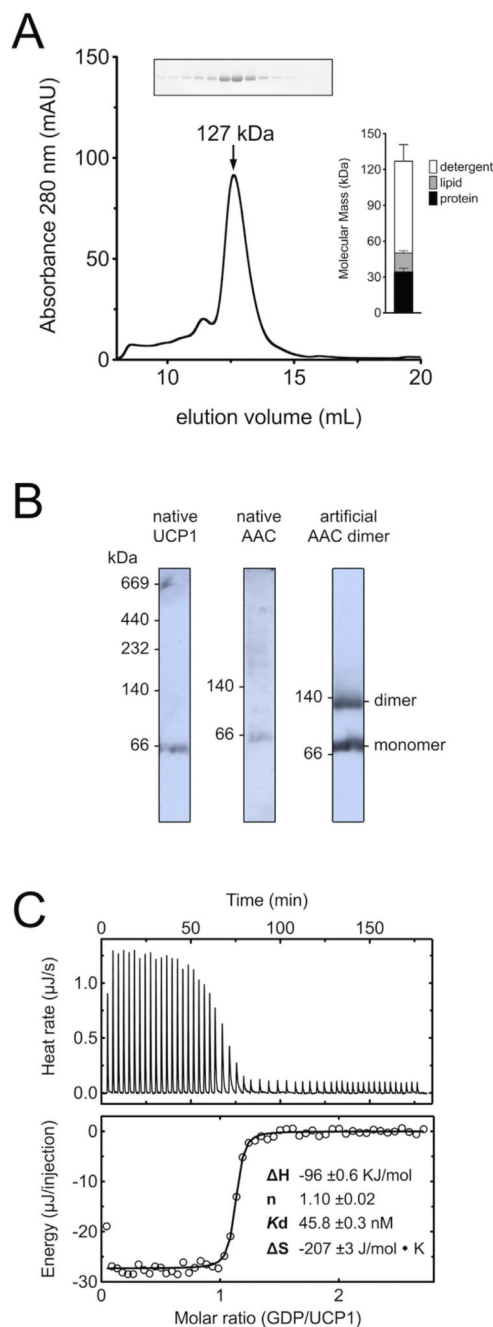 A
150
100
50
0
Absorbance 280 nm (mAU)
127 kDa
10
15
20
elution volume (mL)
150
120
90
60
30
0
Molecular Mass (kDa)
detergent
lipid
protein
B
native
UCP1
native
AAC
artificial
AAC dimer
kDa
669
440
232
140
66
140
66
140
66
dimer
monomer
C
Time (min)
0 50 100 150
Heat rate (µJ/s)
1.0
0.5
0.0
Energy (µJ/injection)
0
-10
-20
-30
ΔH -96 ±0.6 KJ/mol
n 1.10 ±0.02
Kd 45.8 ±0.3 nM
ΔS -207 ±3 J/mol • K
0 1 2
Molar ratio (GDP/UCP1)